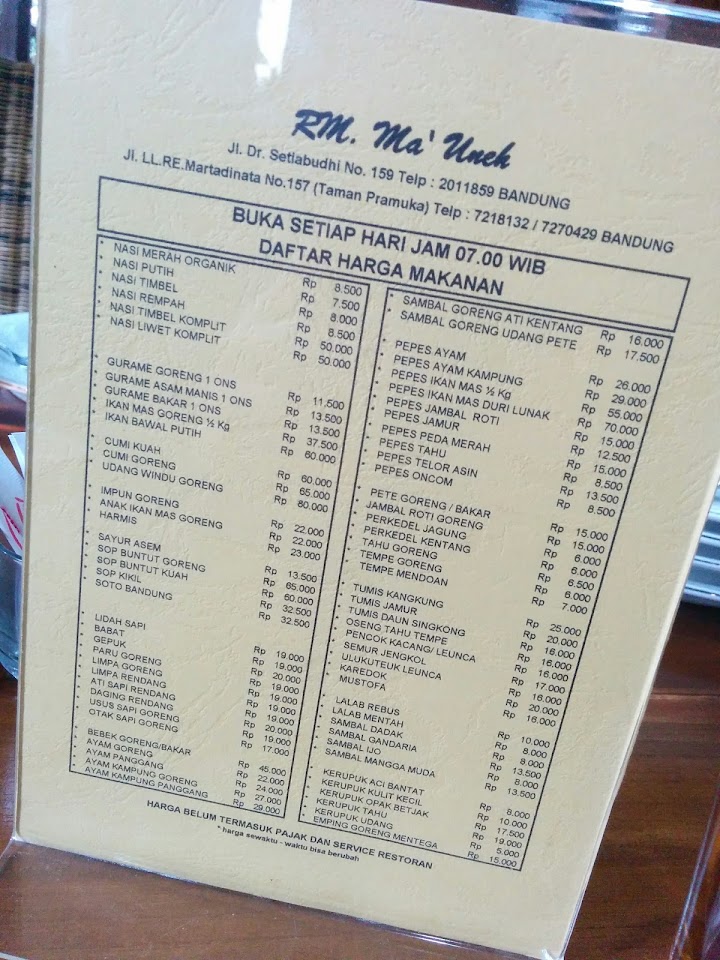 RM. Ma' Uneh
Jl. Dr. Setiabudhi No. 159 Telp : 2011859 BANDUNG
Jl. LL.RE.Martadinata No.157 (Taman Pramuka) Telp : 7218132 / 7270429 BANDUNG
BUKA SETIAP HARI JAM 07.00 WIB
DAFTAR HARGA MAKANAN
NASI MERAH ORGANIK Rp 8.500
NASI PUTIH Rp 7.500
NASI TIMBEL Rp 8.000
NASI REMPAH Rp 8.500
NASI TIMBEL KOMPLIT Rp 50.000
NASI LIWET KOMPLIT Rp 50.000
GURAME GORENG 1 ONS Rp 11.500
GURAME ASAM MANIS 1 ONS Rp 13.500
GURAME BAKAR 1 ONS Rp 13.500
IKAN MAS GORENG ½ Kg Rp 37.500
IKAN BAWAL PUTIH Rp 60.000
CUMI KUAH Rp 60.000
CUMI GORENG Rp 65.000
UDANG WINDU GORENG Rp 80.000
IMPUN GORENG Rp 22.000
ANAK IKAN MAS GORENG Rp 22.000
HARMIS Rp 23.000
SAYUR ASEM Rp 13.500
SOP BUNTUT GORENG Rp 65.000
SOP BUNTUT KUAH Rp 60.000
SOP KIKIL Rp 32.500
SOTO BANDUNG Rp 32.500
LIDAH SAPI Rp 19.000
BABAT Rp 19.000
GEPUK Rp 20.000
PARU GORENG Rp 19.000
LIMPA GORENG Rp 19.000
LIMPA RENDANG Rp 19.000
ATI SAPI RENDANG Rp 19.000
DAGING RENDANG Rp 20.000
USUS SAPI GORENG Rp 19.000
OTAK SAPI GORENG Rp 17.000
BEBEK GORENG/BAKAR Rp 45.000
AYAM GORENG Rp 22.000
AYAM PANGGANG Rp 24.000
AYAM KAMPUNG GORENG Rp 27.000
AYAM KAMPUNG PANGGANG Rp 29.000
SAMBAL GORENG ATI KENTANG Rp 16.000
SAMBAL GORENG UDANG PETE Rp 17.500
PEPES AYAM Rp 26.000
PEPES AYAM KAMPUNG Rp 29.000
PEPES IKAN MAS ½ Kg Rp 55.000
PEPES IKAN MAS DURI LUNAK Rp 70.000
PEPES JAMBAL ROTI Rp 15.000
PEPES JAMUR Rp 12.500
PEPES PEDA MERAH Rp 15.000
PEPES TAHU Rp 8.500
PEPES TELOR ASIN Rp 13.500
PEPES ONCOM Rp 8.500
PETE GORENG / BAKAR Rp 15.000
JAMBAL ROTI GORENG Rp 15.000
PERKEDEL JAGUNG Rp 6.000
PERKEDEL KENTANG Rp 6.000
TAHU GORENG Rp 6.500
TEMPE GORENG Rp 6.000
TEMPE MENDOAN Rp 7.000
TUMIS KANGKUNG Rp 25.000
TUMIS JAMUR Rp 20.000
TUMIS DAUN SINGKONG Rp 16.000
OSENG TAHU TEMPE Rp 16.000
PENCOK KACANG/ LEUNCA Rp 16.000
SEMUR JENGKOL Rp 17.000
ULUKUTEUK LEUNCA Rp 16.000
KAREDOK Rp 20.000
MUSTOFA Rp 16.000
LALAB REBUS Rp 10.000
LALAB MENTAH Rp 8.000
SAMBAL DADAK Rp 8.000
SAMBAL GANDARIA Rp 13.500
SAMBAL IJO Rp 8.000
SAMBAL MANGGA MUDA Rp 13.500
KERUPUK ACI BANTAT Rp 8.000
KERUPUK KULIT KECIL Rp 10.000
KERUPUK OPAK BETJAK Rp 17.500
KERUPUK TAHU Rp 19.000
KERUPUK UDANG Rp 5.000
EMPING GORENG MENTEGA Rp 15.000
HARGA BELUM TERMASUK PAJAK DAN SERVICE RESTORAN
* harga sewaktu - waktu bisa berubah